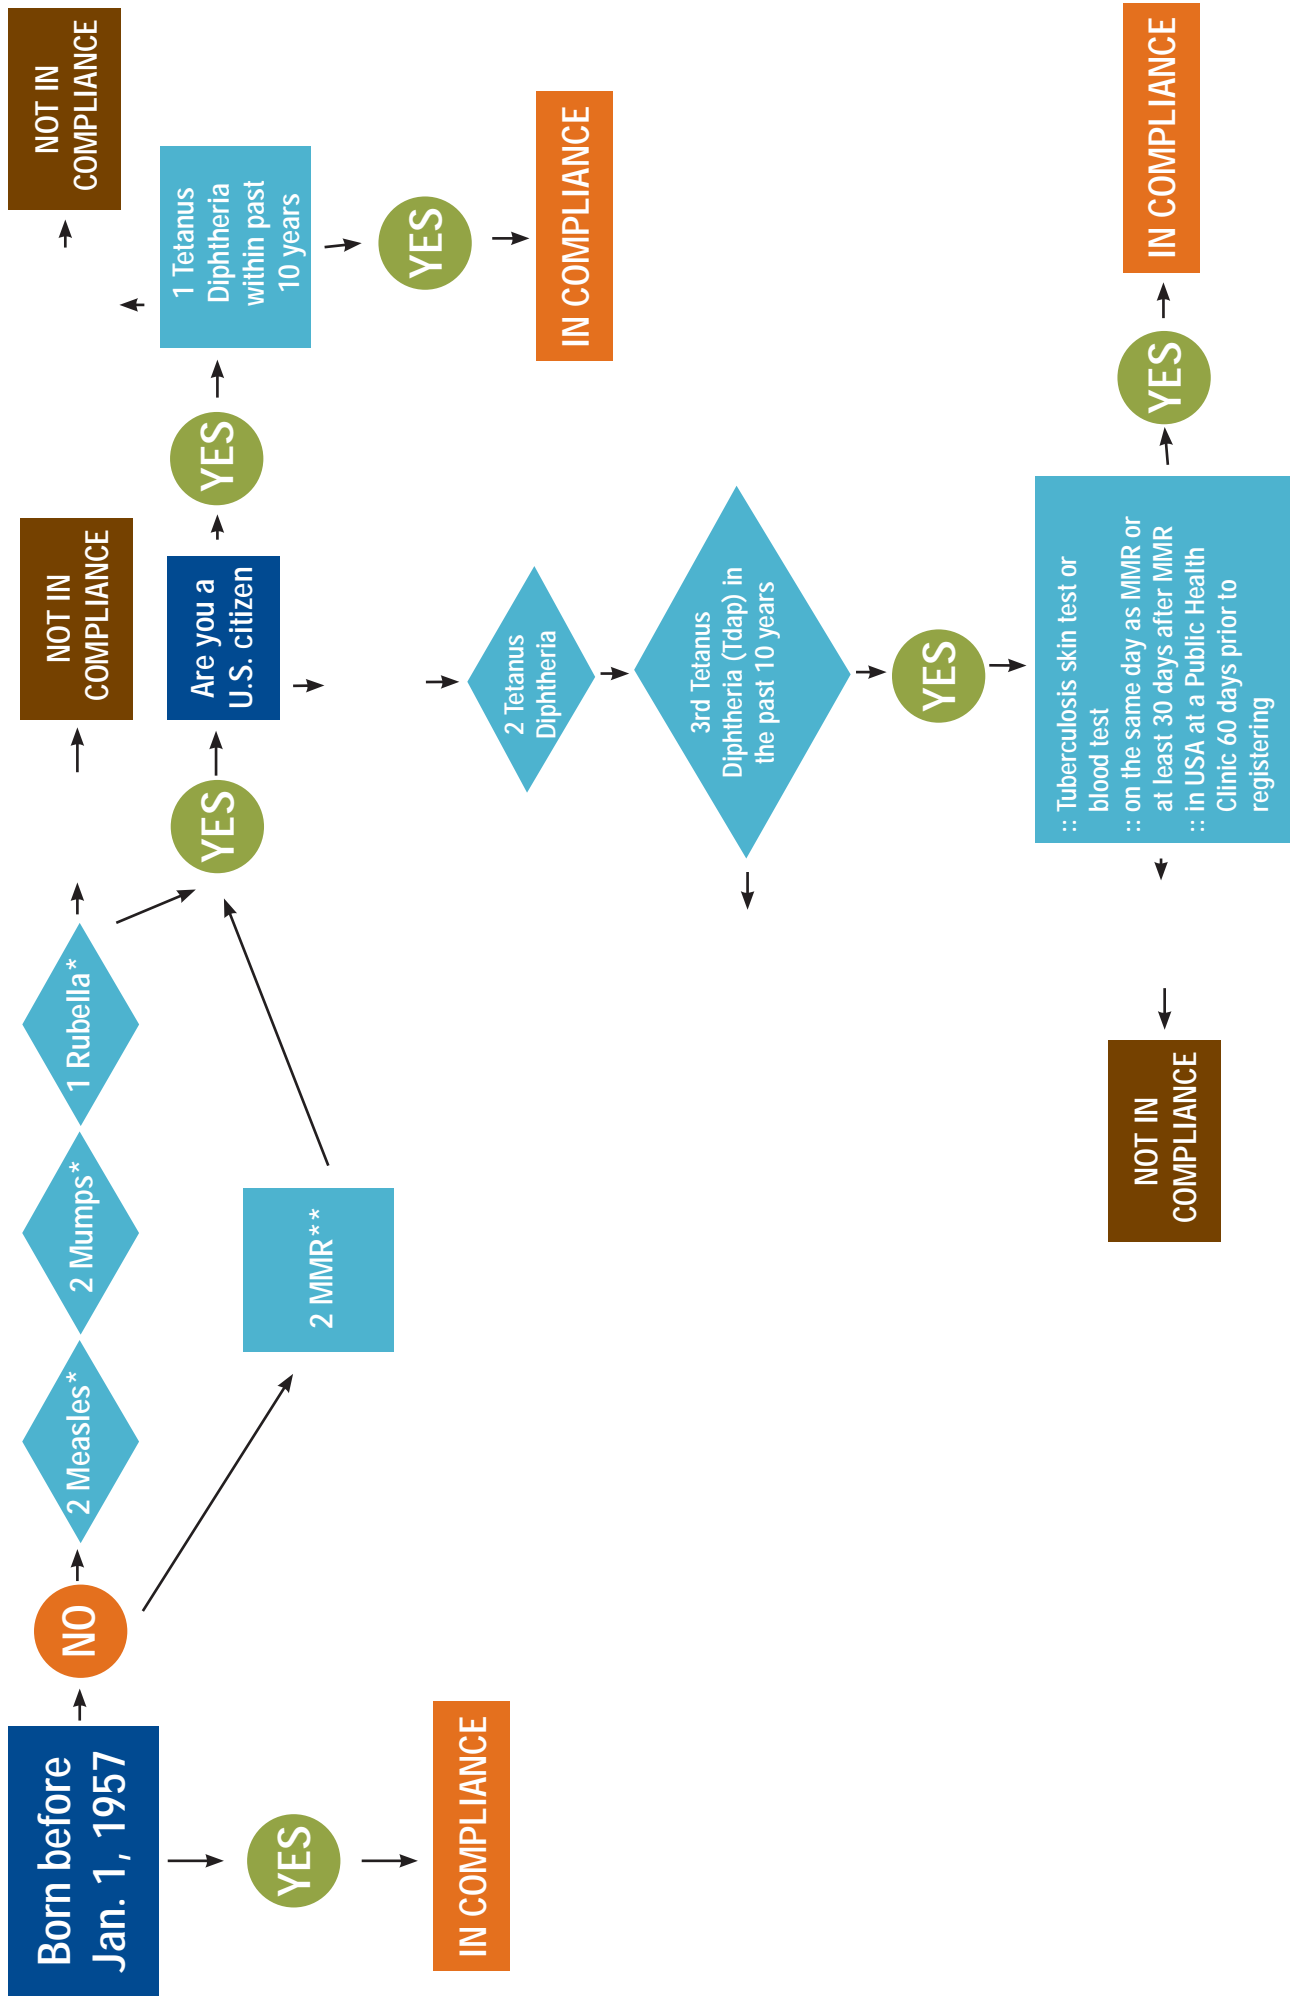 Born before
Jan. 1, 1957
NO
2 Measles*
2 Mumps*
1 Rubella*
NOT IN
COMPLIANCE
YES
IN COMPLIANCE
2 MMR**
YES
Are you a
U.S. citizen
YES
1 Tetanus
Diphtheria
within past
10 years
NOT IN
COMPLIANCE
YES
IN COMPLIANCE
2 Tetanus
Diphtheria
3rd Tetanus
Diphtheria (Tdap) in
the past 10 years
YES
:: Tuberculosis skin test or
blood test
:: on the same day as MMR or
at least 30 days after MMR
:: in USA at a Public Health
Clinic 60 days prior to
registering
NOT IN
COMPLIANCE
YES
IN COMPLIANCE